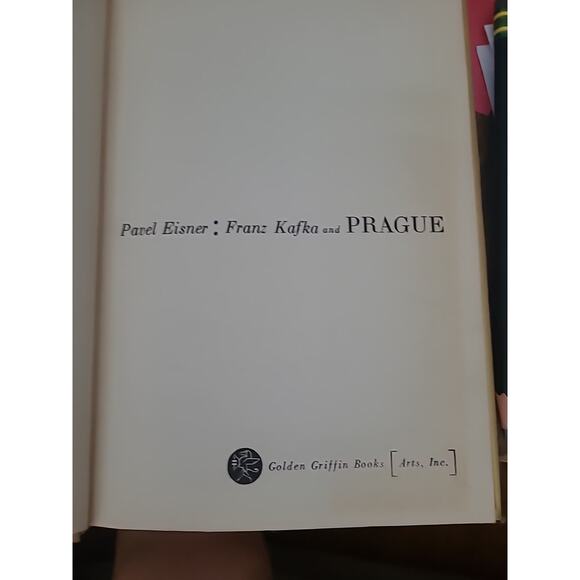 Pavel Eisner: Franz Kafka and PRAGUE
Golden Griffin Books [Arts, Inc.]